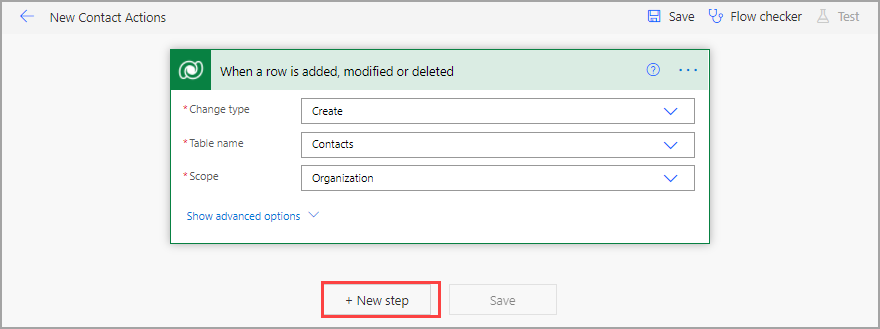 New Contact Actions
Save
Flow checker
Test
When a row is added, modified or deleted
* Change type
Create
* Table name
Contacts
* Scope
Organization
Show advanced options
+ New step
Save